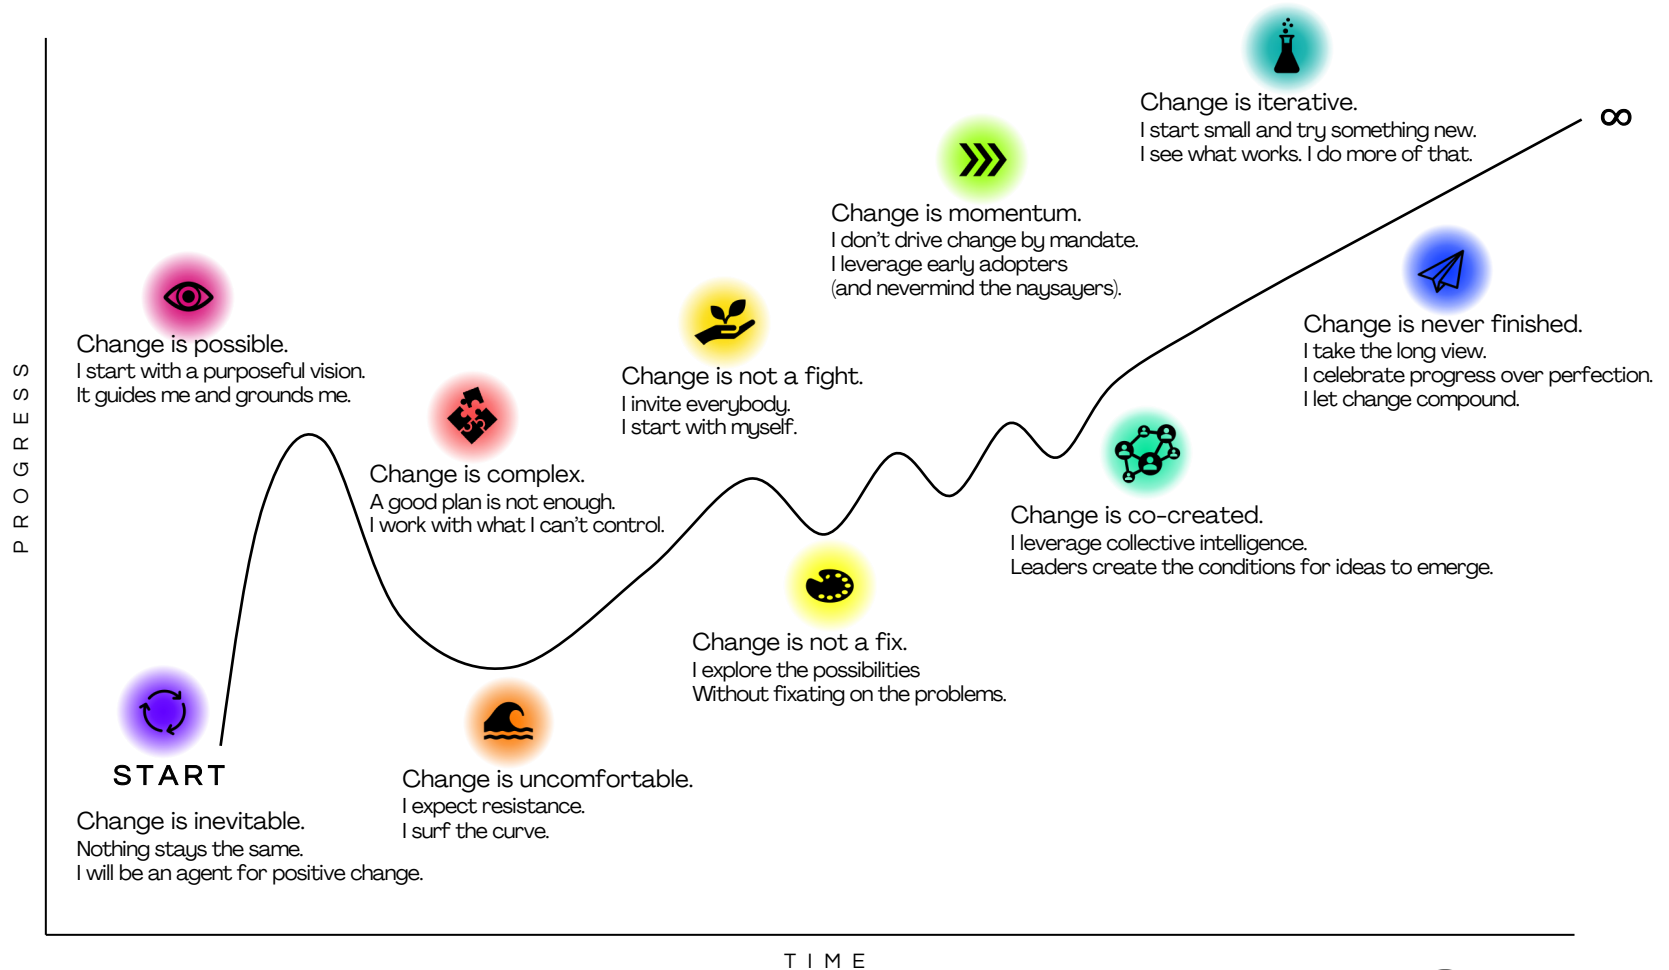 PROGRESS
START
Change is inevitable.
Nothing stays the same.
I will be an agent for positive change.
Change is possible.
I start with a purposeful vision.
It guides me and grounds me.
Change is complex.
A good plan is not enough.
I work with what I can't control.
Change is uncomfortable.
I expect resistance.
I surf the curve.
Change is not a fight.
I invite everybody.
I start with myself.
Change is not a fix.
I explore the possibilities
Without fixating on the problems.
Change is momentum.
I don't drive change by mandate.
I leverage early adopters
(and nevermind the naysayers).
Change is co-created.
I leverage collective intelligence.
Leaders create the conditions for ideas to emerge.
Change is iterative.
I start small and try something new.
I see what works. I do more of that.
Change is never finished.
I take the long view.
I celebrate progress over perfection.
I let change compound.
∞
TIME